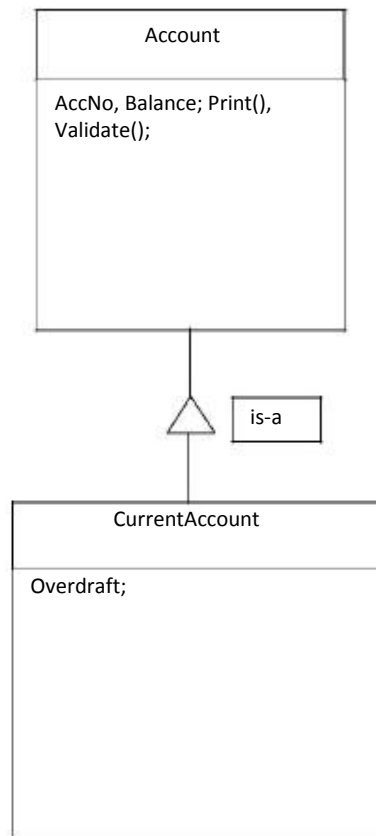 Account
AccNo, Balance; Print(),
Validate();
is-a
CurrentAccount
Overdraft;